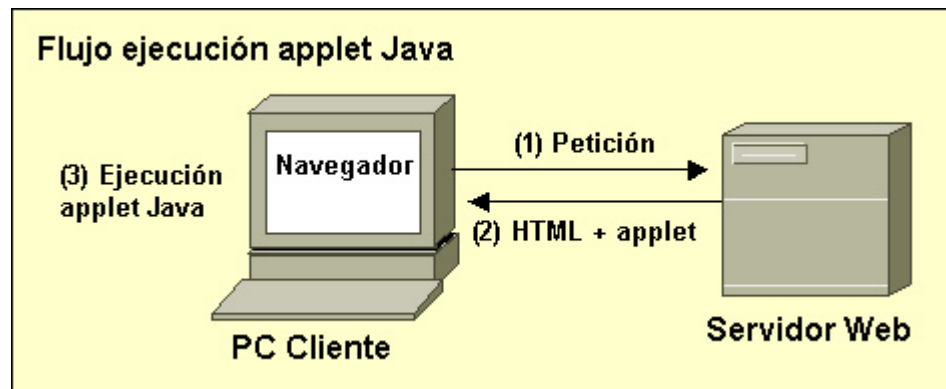 Flujo ejecución applet Java
(1) Petición
Navegador
(3) Ejecución
applet Java
(2) HTML + applet
Servidor Web
PC Cliente